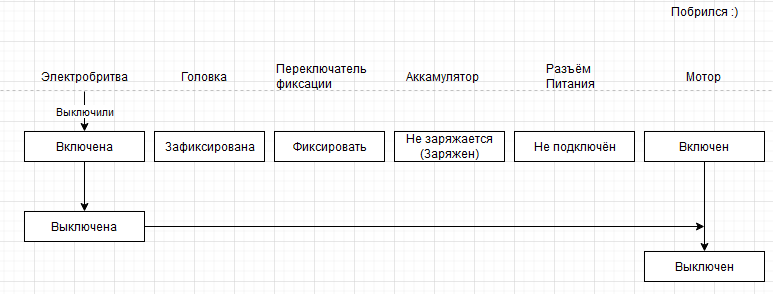 Побрился :)
Электробритва
Головка
Переключатель
фиксации
Аккамулятор
Разъём
Питания
Мотор
Выключили
Включена
Зафиксирована
Фиксировать
Не заряжается
(Заряжен)
Не подключён
Включен
Выключена
Выключен